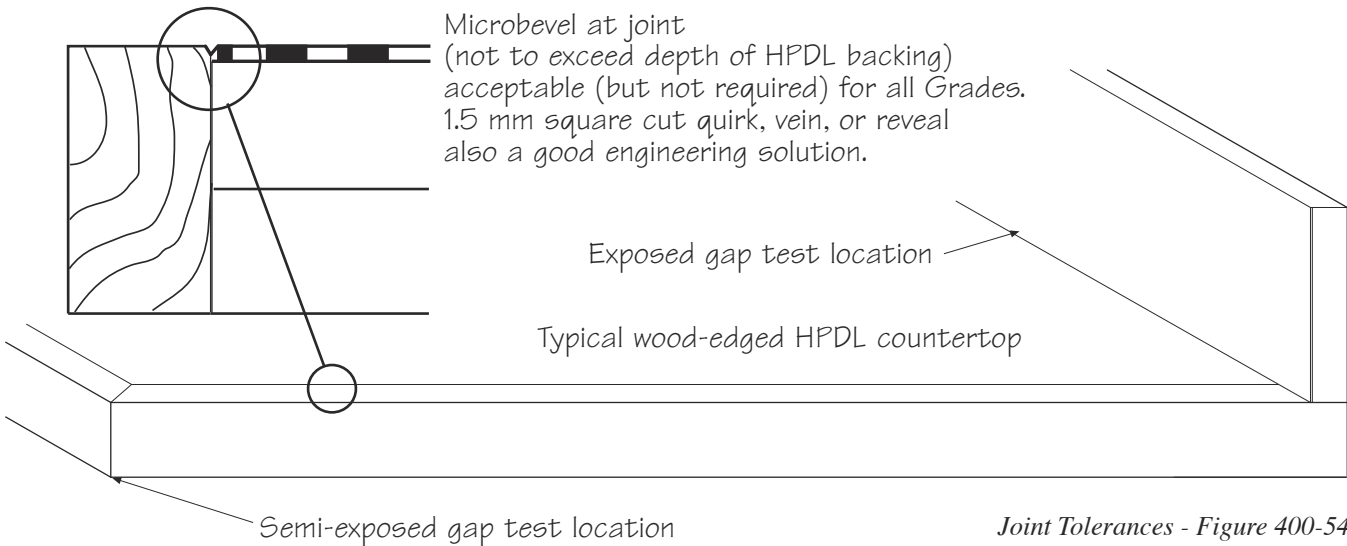 Microbevel at joint
(not to exceed depth of HPDL backing)
acceptable (but not required) for all Grades.
1.5 mm square cut quirk, vein, or reveal
also a good engineering solution.
Exposed gap test location
Typical wood-edged HPDL countertop
Semi-exposed gap test location
Joint Tolerances - Figure 400-54